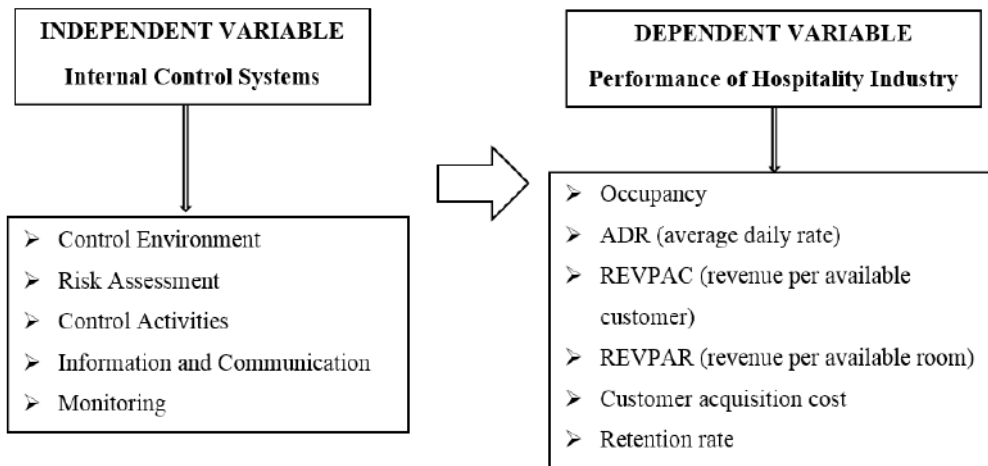 INDEPENDENT VARIABLE
Internal Control Systems
➢ Control Environment
➢ Risk Assessment
➢ Control Activities
➢ Information and Communication
➢ Monitoring
DEPENDENT VARIABLE
Performance of Hospitality Industry
➢ Occupancy
➢ ADR (average daily rate)
➢ REVPAC (revenue per available
customer)
➢ REVPAR (revenue per available room)
➢ Customer acquisition cost
➢ Retention rate